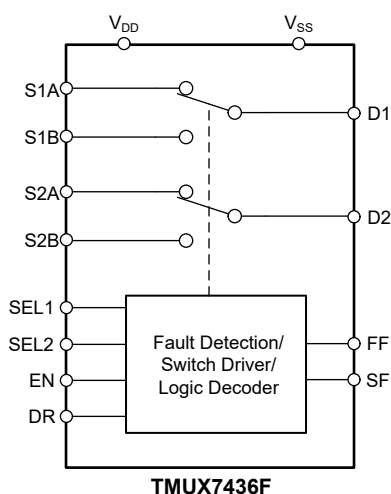 VDD
VSS
S1A
D1
S1B
S2A
D2
S2B
SEL1
SEL2
EN
DR
Fault Detection/
Switch Driver/
Logic Decoder
FF
SF
TMUX7436F